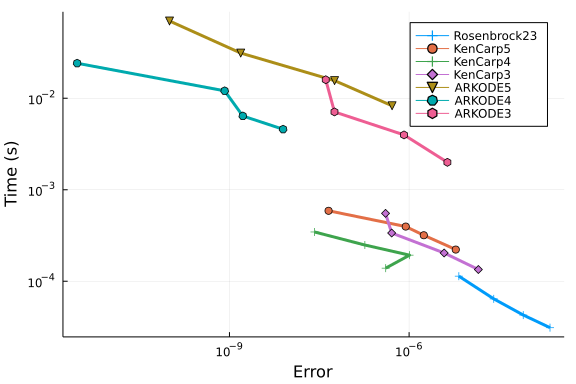 Time (s)
10⁻²
10⁻³
10⁻⁴
10⁻⁹
10⁻⁶
Error
Rosenbrock23
KenCarp5
KenCarp4
KenCarp3
ARKODE5
ARKODE4
ARKODE3